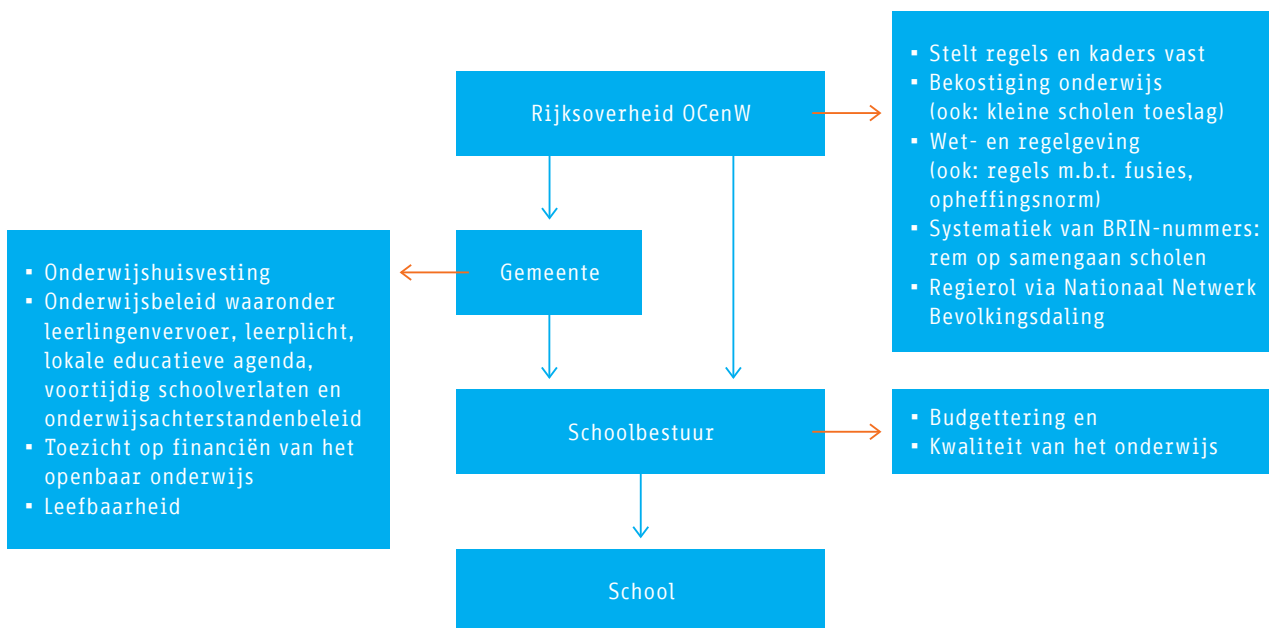 Rijksoverheid OCenW
▪ Stelt regels en kaders vast
▪ Bekostiging onderwijs
(ook: kleine scholen toeslag)
▪ Wet- en regelgeving
(ook: regels m.b.t. fusies,
opheffingsnorm)
▪ Systematiek van BRIN-nummers:
rem op samengaan scholen
▪ Regierol via Nationaal Netwerk
Bevolkingsdaling
Gemeente
▪ Onderwijshuisvesting
▪ Onderwijsbeleid waaronder
leerlingenvervoer, leerplicht,
lokale educatieve agenda,
voortijdig schoolverlaten en
onderwijsachterstandenbeleid
▪ Toezicht op financiën van het
openbaar onderwijs
▪ Leefbaarheid
Schoolbestuur
▪ Budgettering en
▪ Kwaliteit van het onderwijs
School